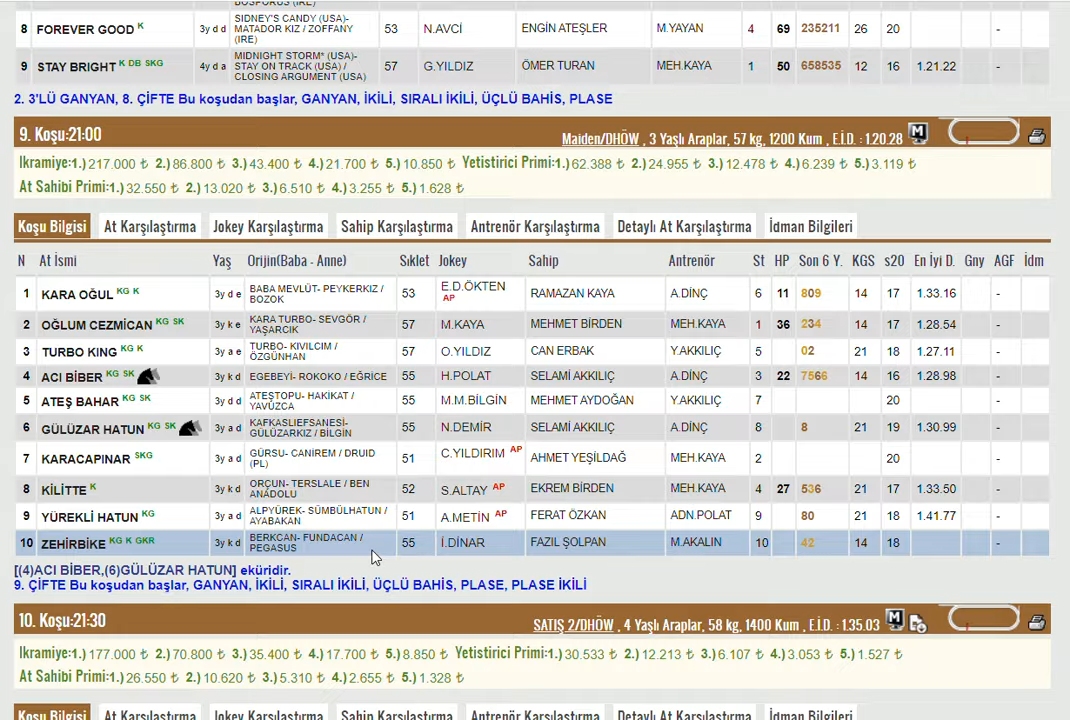 BOSPORUS (IRE)
8 FOREVER GOOD K 3y d d SIDNEY'S CANDY (USA)- MATADOR KIZ / ZOFFANY (IRE) 53 N.AVCİ ENGİN ATEŞLER M.YAYAN 4 69 235211 26 20 -
9 STAY BRIGHT K DB SKG 4y d a MIDNIGHT STORM* (USA)- STAY ON TRACK (USA) / CLOSING ARGUMENT (USA) 57 G.YILDIZ ÖMER TURAN MEH.KAYA 1 50 658535 12 16 1.21.22 -
2. 3'LÜ GANYAN, 8. ÇİFTE Bu koşudan başlar, GANYAN, İKİLİ, SIRALI İKİLİ, ÜÇLÜ BAHİS, PLASE
9. Koşu:21:00 Maiden/DHÖW , 3 Yaşlı Araplar, 57 kg, 1200 Kum , E.İ.D. : 1.20.28 M
İkramiye:1.) 217.000 ₺ 2.) 86.800 ₺ 3.) 43.400 ₺ 4.) 21.700 ₺ 5.) 10.850 ₺ Yetistirici Primi:1.) 62.388 ₺ 2.) 24.955 ₺ 3.) 12.478 ₺ 4.) 6.239 ₺ 5.) 3.119 ₺
At Sahibi Primi:1.) 32.550 ₺ 2.) 13.020 ₺ 3.) 6.510 ₺ 4.) 3.255 ₺ 5.) 1.628 ₺
Koşu Bilgisi At Karşılaştırma Jokey Karşılaştırma Sahip Karşılaştırma Antrenör Karşılaştırma Detaylı At Karşılaştırma İdman Bilgileri
N At İsmi Yaş Orijin(Baba - Anne) Sıklet Jokey Sahip Antrenör St HP Son 6 Y. KGS s20 En İyi D. Gny AGF İdm
1 KARA OĞUL KG K 3y d e BABA MEVLÜT- PEYKERKIZ / BOZOK 53 E.D.ÖKTEN AP RAMAZAN KAYA A.DİNÇ 6 11 809 14 17 1.33.16 -
2 OĞLUM CEZMİCAN KG SK 3y k e KARA TURBO- SEVGÖR / YAŞARCIK 57 M.KAYA MEHMET BİRDEN MEH.KAYA 1 36 234 14 17 1.28.54 -
3 TURBO KING KG K 3y a e TURBO- KIVILCIM / ÖZGÜNHAN 57 O.YILDIZ CAN ERBAK Y.AKKILIÇ 5 02 21 18 1.27.11 -
4 ACI BİBER KG SK 3y k d EGEBEYİ- ROKOKO / EĞRİCE 55 H.POLAT SELAMİ AKKILIÇ A.DİNÇ 3 22 7566 14 16 1.28.98 -
5 ATEŞ BAHAR KG SK 3y d d ATEŞTOPU- HAKİKAT / YAVUZCA 55 M.M.BİLGİN MEHMET AYDOĞAN Y.AKKILIÇ 7 20 -
6 GÜLÜZAR HATUN KG SK 3y a d KAFKASLIEFSANESİ- GÜLÜZARKIZ / BİLGİN 55 N.DEMİR SELAMİ AKKILIÇ A.DİNÇ 8 8 21 19 1.30.99 -
7 KARACAPINAR SKG 3y a d GÜRSU- CANIREM / DRUID (PL) 51 C.YILDIRIM AP AHMET YEŞİLDAĞ MEH.KAYA 2 20 -
8 KİLİTTE K 3y k d ORÇUN- TERSLALE / BEN ANADOLU 52 S.ALTAY AP EKREM BİRDEN MEH.KAYA 4 27 536 21 17 1.33.50 -
9 YÜREKLİ HATUN KG 3y a d ALPYÜREK- SÜMBÜLHATUN / AYABAKAN 51 A.METİN AP FERAT ÖZKAN ADN.POLAT 9 80 21 18 1.41.77 -
10 ZEHİRBİKE KG K GKR 3y k d BERKCAN- FUNDACAN / PEGASUS 55 İ.DİNAR FAZIL ŞOLPAN M.AKALIN 10 42 14 18 -
[(4)ACI BİBER,(6)GÜLÜZAR HATUN] eküridir.
9. ÇİFTE Bu koşudan başlar, GANYAN, İKİLİ, SIRALI İKİLİ, ÜÇLÜ BAHİS, PLASE, PLASE İKİLİ
10. Koşu:21:30 SATIŞ 2/DHÖW , 4 Yaşlı Araplar, 58 kg, 1400 Kum , E.İ.D. : 1.35.03 M
İkramiye:1.) 177.000 ₺ 2.) 70.800 ₺ 3.) 35.400 ₺ 4.) 17.700 ₺ 5.) 8.850 ₺ Yetistirici Primi:1.) 30.533 ₺ 2.) 12.213 ₺ 3.) 6.107 ₺ 4.) 3.053 ₺ 5.) 1.527 ₺
At Sahibi Primi:1.) 26.550 ₺ 2.) 10.620 ₺ 3.) 5.310 ₺ 4.) 2.655 ₺ 5.) 1.328 ₺
Koşu Bilgisi At Karşılaştırma Jokey Karşılaştırma Sahip Karşılaştırma Antrenör Karşılaştırma Detaylı At Karşılaştırma İdman Bilgileri